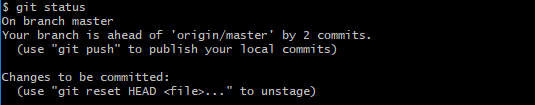 $ git status
On branch master
Your branch is ahead of 'origin/master' by 2 commits.
  (use "git push" to publish your local commits)

Changes to be committed:
  (use "git reset HEAD <file>..." to unstage)